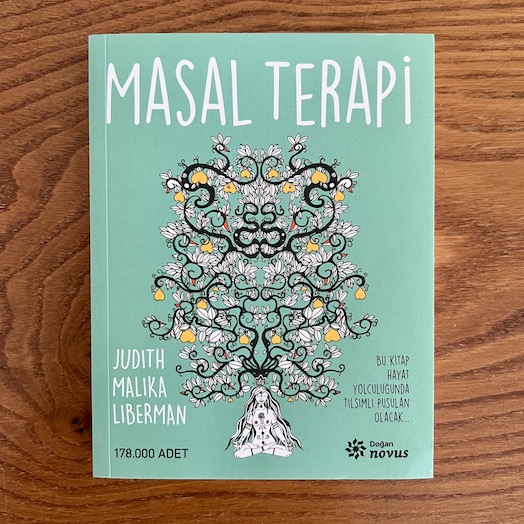 MASAL TERAPİ
JUDITH
MALIKA
LIBERMAN
178.000 ADET
BU KİTAP
HAYAT
YOLCULUĞUNDA
TILSIMLI PUSULAN
OLACAK...
Doğan
novus